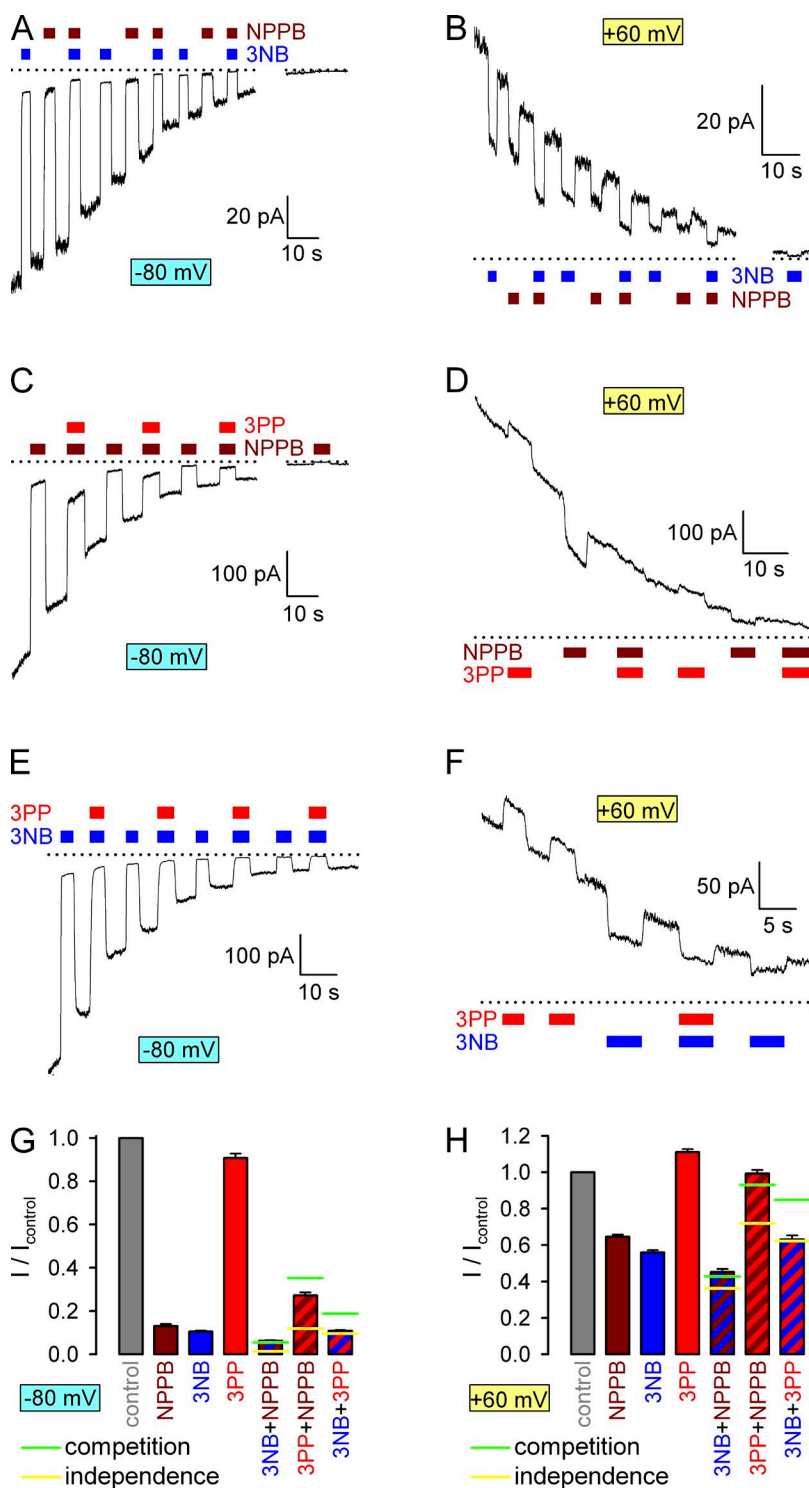 A
NPPB
3NB
20 pA
10 s
-80 mV
B
+60 mV
20 pA
10 s
3NB
NPPB
C
3PP
NPPB
100 pA
10 s
-80 mV
D
+60 mV
100 pA
10 s
NPPB
3PP
E
3PP
3NB
100 pA
10 s
-80 mV
F
+60 mV
50 pA
5 s
3PP
3NB
G
I / Icontrol
1.0
0.8
0.6
0.4
0.2
0.0
control
NPPB
3NB
3PP
3NB+NPPB
3PP+NPPB
3NB+3PP
-80 mV
competition
independence
H
I / Icontrol
1.2
1.0
0.8
0.6
0.4
0.2
0.0
control
NPPB
3NB
3PP
3NB+NPPB
3PP+NPPB
3NB+3PP
+60 mV
competition
independence